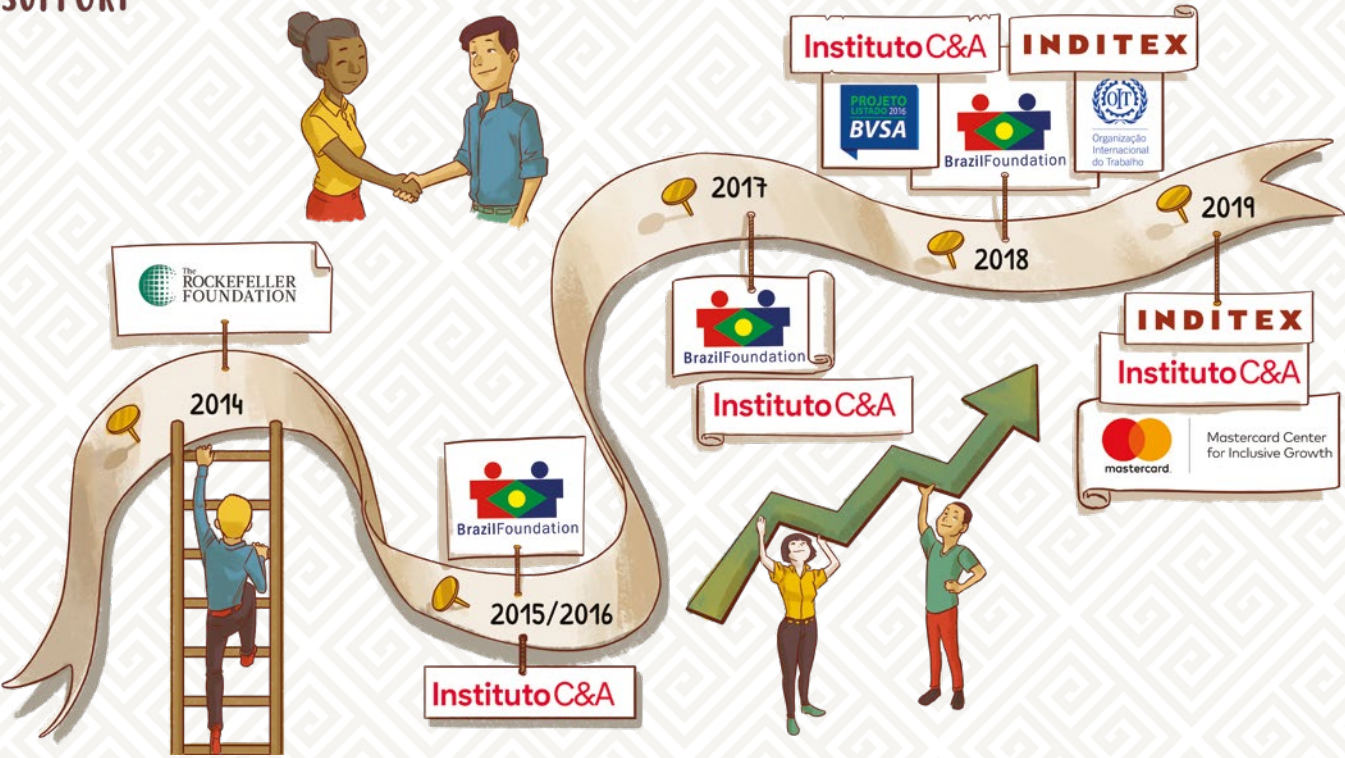 SUPPORT
The
ROCKEFELLER
FOUNDATION
2014
BrazilFoundation
2015/2016
Instituto C&A
2017
BrazilFoundation
Instituto C&A
Instituto C&A
INDITEX
PROJETO
LISTADO 2016
BVSA
BrazilFoundation
OIT
Organização
Internacional
do Trabalho
2018
2019
INDITEX
Instituto C&A
mastercard.
Mastercard Center
for Inclusive Growth